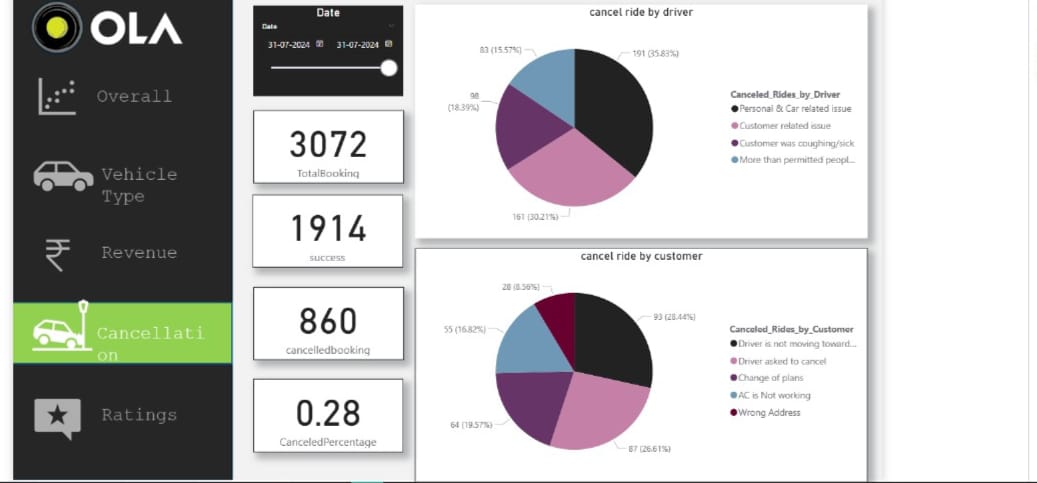 OLA
Overall
Vehicle
Type
Revenue
Cancellati
on
Ratings
Date
Date
31-07-2024 31-07-2024
3072
TotalBooking
1914
success
860
cancelledbooking
0.28
CanceledPercentage
cancel ride by driver
83 (15.57%)
191 (35.83%)
98
(18.39%)
161 (30.21%)
Canceled_Rides_by_Driver
Personal & Car related issue
Customer related issue
Customer was coughing/sick
More than permitted peopl...
cancel ride by customer
28 (8.56%)
93 (28.44%)
55 (16.82%)
64 (19.57%)
87 (26.61%)
Canceled_Rides_by_Customer
Driver is not moving toward...
Driver asked to cancel
Change of plans
AC is Not working
Wrong Address